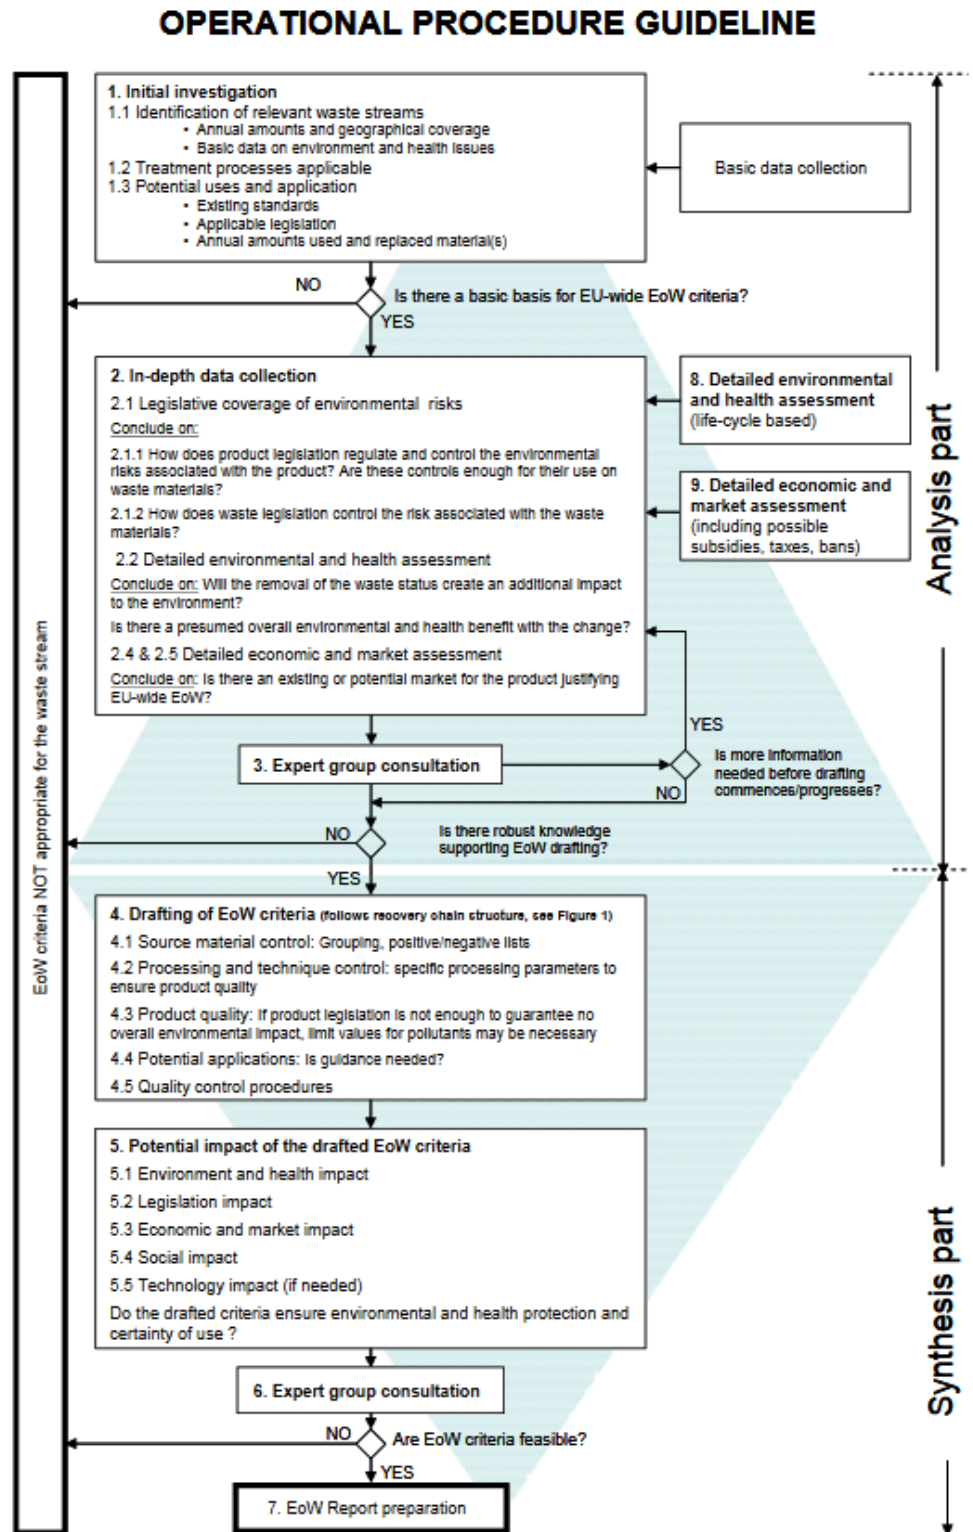 OPERATIONAL PROCEDURE GUIDELINE
1. Initial investigation
1.1 Identification of relevant waste streams
• Annual amounts and geographical coverage
• Basic data on environment and health issues
1.2 Treatment processes applicable
1.3 Potential uses and application
• Existing standards
• Applicable legislation
• Annual amounts used and replaced material(s)
Basic data collection
NO
Is there a basic basis for EU-wide EoW criteria?
YES
2. In-depth data collection
2.1 Legislative coverage of environmental risks
Conclude on:
2.1.1 How does product legislation regulate and control the environmental
risks associated with the product? Are these controls enough for their use on
waste materials?
2.1.2 How does waste legislation control the risk associated with the waste
materials?
2.2 Detailed environmental and health assessment
Conclude on: Will the removal of the waste status create an additional impact
to the environment?
Is there a presumed overall environmental and health benefit with the change?
2.4 & 2.5 Detailed economic and market assessment
Conclude on: Is there an existing or potential market for the product justifying
EU-wide EoW?
8. Detailed environmental
and health assessment
(life-cycle based)
9. Detailed economic and
market assessment
(including possible
subsidies, taxes, bans)
Analysis part
YES
3. Expert group consultation
Is more information
needed before drafting
commences/progresses?
NO
NO
Is there robust knowledge
supporting EoW drafting?
YES
EoW criteria NOT appropriate for the waste stream
4. Drafting of EoW criteria (follows recovery chain structure, see Figure 1)
4.1 Source material control: Grouping, positive/negative lists
4.2 Processing and technique control: specific processing parameters to
ensure product quality
4.3 Product quality: If product legislation is not enough to guarantee no
overall environmental impact, limit values for pollutants may be necessary
4.4 Potential applications: Is guidance needed?
4.5 Quality control procedures
5. Potential impact of the drafted EoW criteria
5.1 Environment and health impact
5.2 Legislation impact
5.3 Economic and market impact
5.4 Social impact
5.5 Technology impact (if needed)
Do the drafted criteria ensure environmental and health protection and
certainty of use ?
Synthesis part
6. Expert group consultation
NO
Are EoW criteria feasible?
YES
7. EoW Report preparation